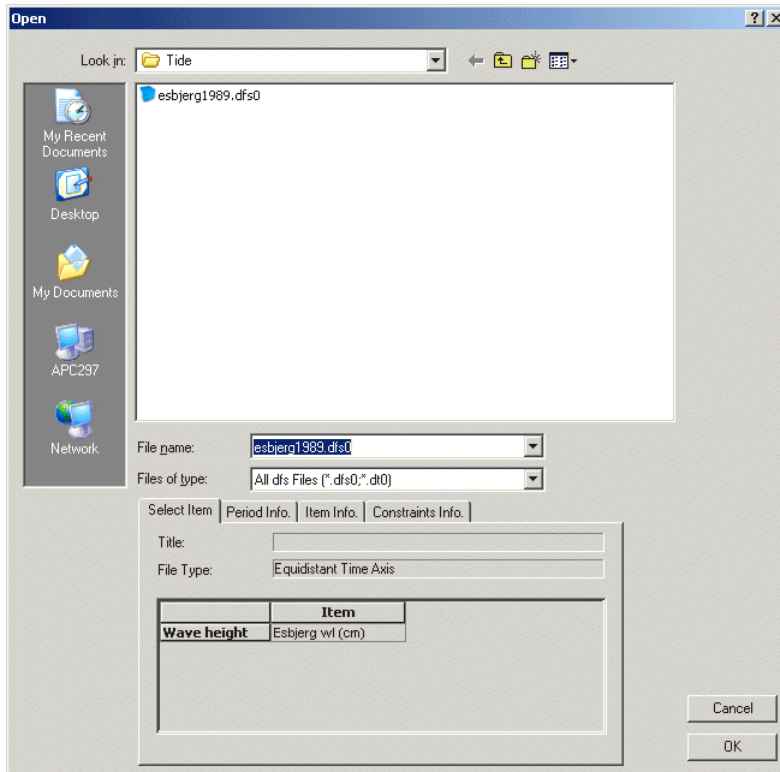 Open
Look in: Tide
esbjerg1989.dfs0
My Recent
Documents
Desktop
My Documents
APC297
Network
File name: esbjerg1989.dfs0
Files of type: All dfs Files (*.dfs0;*.dt0)
Select Item Period Info. Item Info. Constraints Info.
Title:
File Type: Equidistant Time Axis
Item
Wave height Esbjerg wl (cm)
Cancel
OK